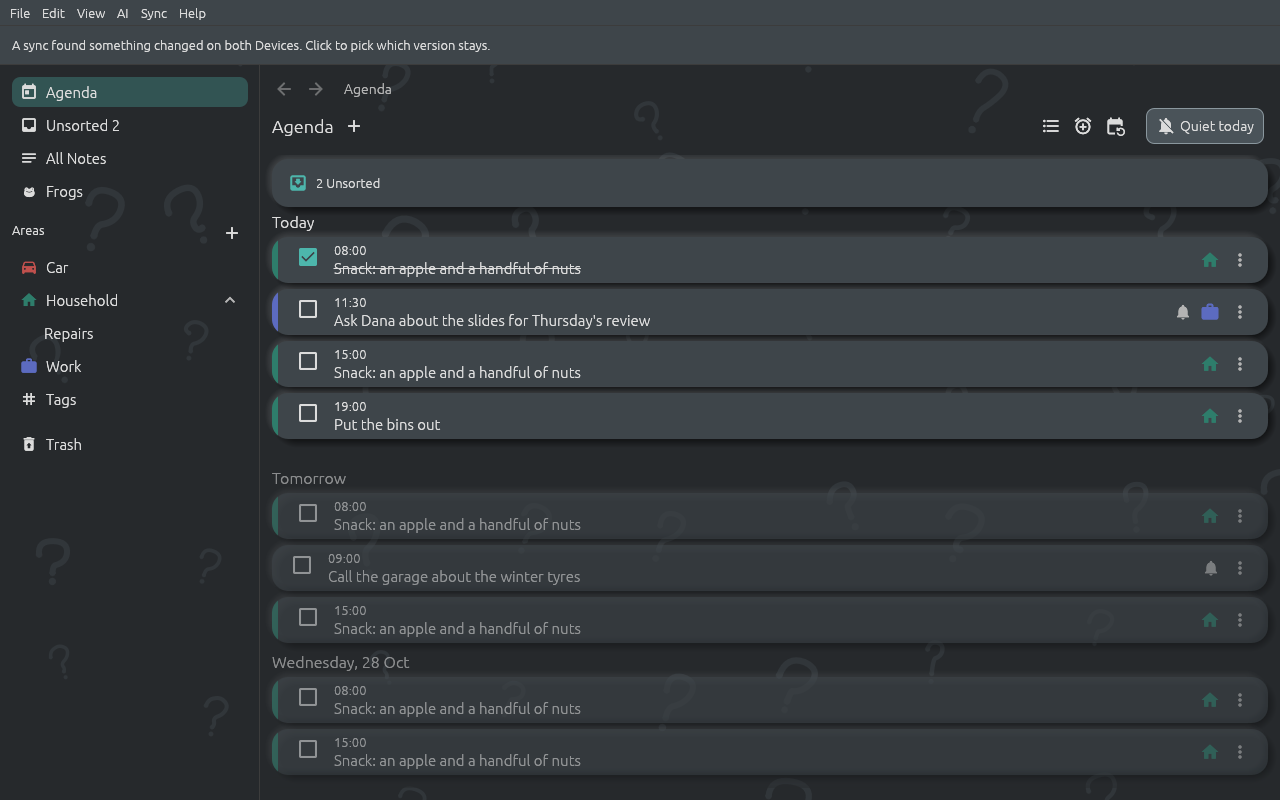 File Edit View AI Sync Help
A sync found something changed on both Devices. Click to pick which version stays.
Agenda
Unsorted 2
All Notes
Frogs
Areas
Car
Household
Repairs
Work
Tags
Trash
Agenda
Agenda
Quiet today
2 Unsorted
Today
08:00
Snack: an apple and a handful of nuts
11:30
Ask Dana about the slides for Thursday's review
15:00
Snack: an apple and a handful of nuts
19:00
Put the bins out
Tomorrow
08:00
Snack: an apple and a handful of nuts
09:00
Call the garage about the winter tyres
15:00
Snack: an apple and a handful of nuts
Wednesday, 28 Oct
08:00
Snack: an apple and a handful of nuts
15:00
Snack: an apple and a handful of nuts